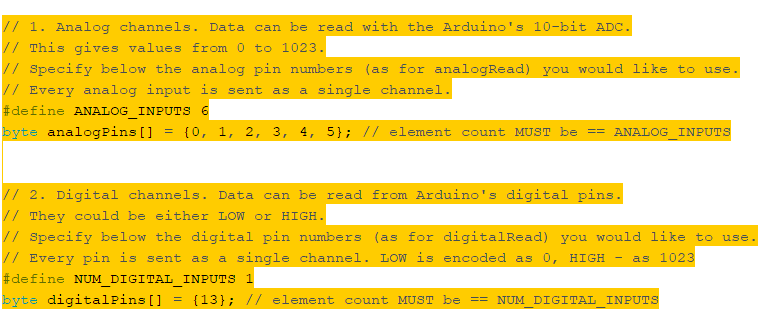 // 1. Analog channels. Data can be read with the Arduino's 10-bit ADC.
// This gives values from 0 to 1023.
// Specify below the analog pin numbers (as for analogRead) you would like to use.
// Every analog input is sent as a single channel.
#define ANALOG_INPUTS 6
byte analogPins[] = {0, 1, 2, 3, 4, 5}; // element count MUST be == ANALOG_INPUTS
// 2. Digital channels. Data can be read from Arduino's digital pins.
// They could be either LOW or HIGH.
// Specify below the digital pin numbers (as for digitalRead) you would like to use.
// Every pin is sent as a single channel. LOW is encoded as 0, HIGH - as 1023
#define NUM_DIGITAL_INPUTS 1
byte digitalPins[] = {13}; // element count MUST be == NUM_DIGITAL_INPUTS